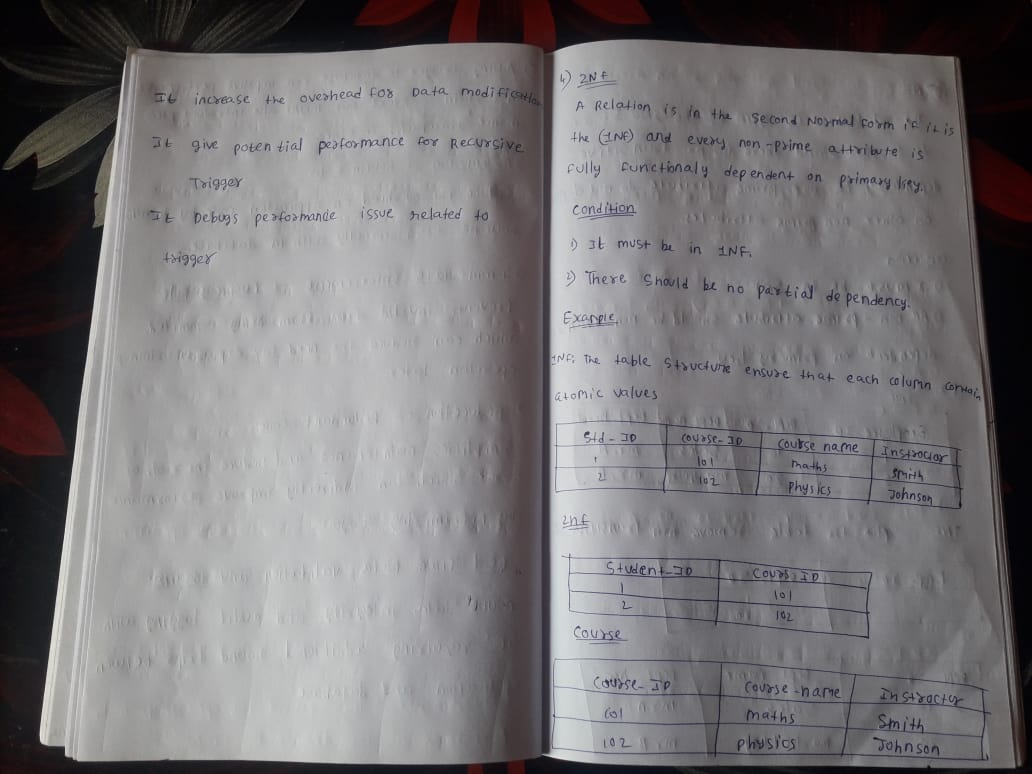 It increase the overhead for Data modification
It give poten tial performance for Recursive
Trigger
It Debugs performande issue related to
trigger
4) 2NF
A Relation is in the second Normal form if it is
the (1NF) and every non-prime attribute is
fully functionaly dependent on primary key.
Condition
1) It must be in 1NF.
2) There should be no partial dependency.
Example
1NF: The table structure ensure that each column contain
atomic values
Std-ID course-ID course name Instructor
1 101 maths Smith
2 102 physics Johnson
2nf
Student-ID Cours ID
1 101
2 102
Course
Course-ID Course-name Instructor
101 maths Smith
102 physics Johnson